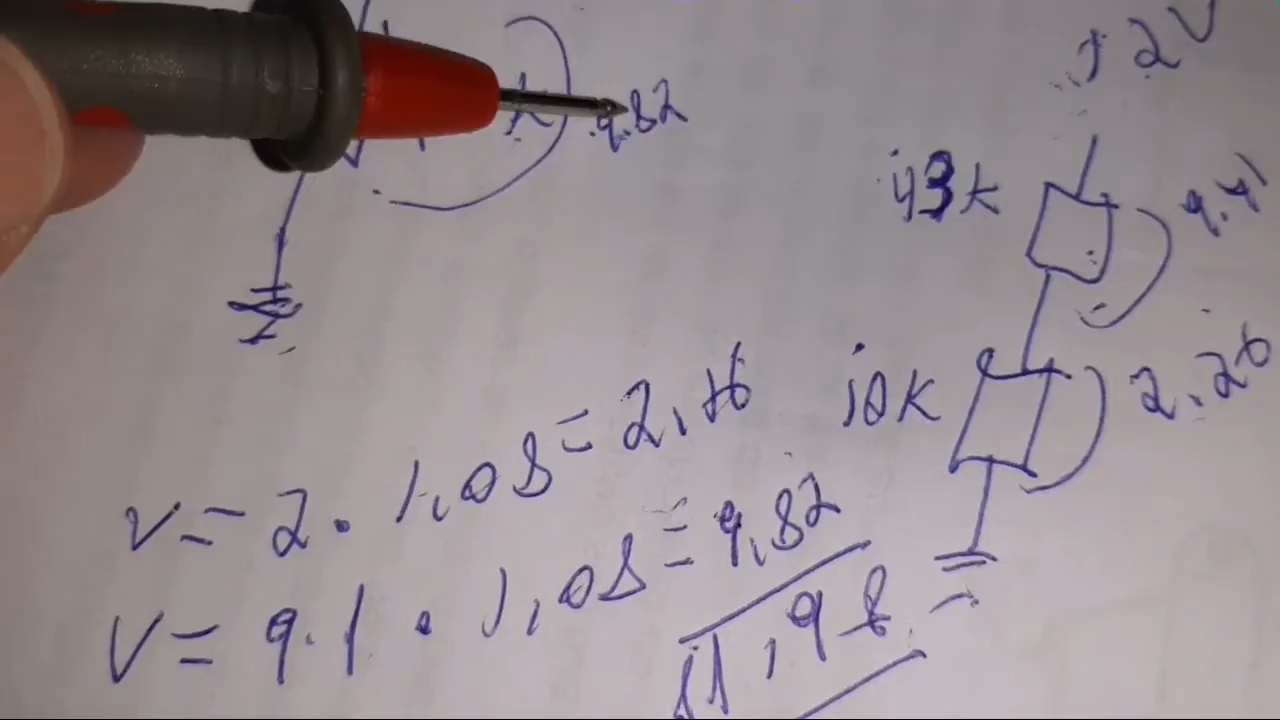 9.82
12V
43K
9.41
10K
2.26
V = 2 . 1,08 = 2,16
V = 9.1 . 1,08 = 9,82
11,98